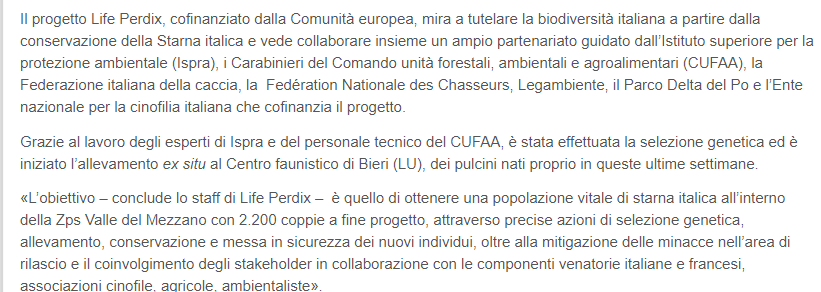 Il progetto Life Perdix, cofinanziato dalla Comunità europea, mira a tutelare la biodiversità italiana a partire dalla
conservazione della Starna italica e vede collaborare insieme un ampio partenariato guidato dall'Istituto superiore per la
protezione ambientale (Ispra), i Carabinieri del Comando unità forestali, ambientali e agroalimentari (CUFAA), la
Federazione italiana della caccia, la  Fedération Nationale des Chasseurs, Legambiente, il Parco Delta del Po e l'Ente
nazionale per la cinofilia italiana che cofinanzia il progetto.
Grazie al lavoro degli esperti di Ispra e del personale tecnico del CUFAA, è stata effettuata la selezione genetica ed è
iniziato l'allevamento ex situ al Centro faunistico di Bieri (LU), dei pulcini nati proprio in queste ultime settimane.
«L'obiettivo – conclude lo staff di Life Perdix –  è quello di ottenere una popolazione vitale di starna italica all'interno
della Zps Valle del Mezzano con 2.200 coppie a fine progetto, attraverso precise azioni di selezione genetica,
allevamento, conservazione e messa in sicurezza dei nuovi individui, oltre alla mitigazione delle minacce nell'area di
rilascio e il coinvolgimento degli stakeholder in collaborazione con le componenti venatorie italiane e francesi,
associazioni cinofile, agricole, ambientaliste».